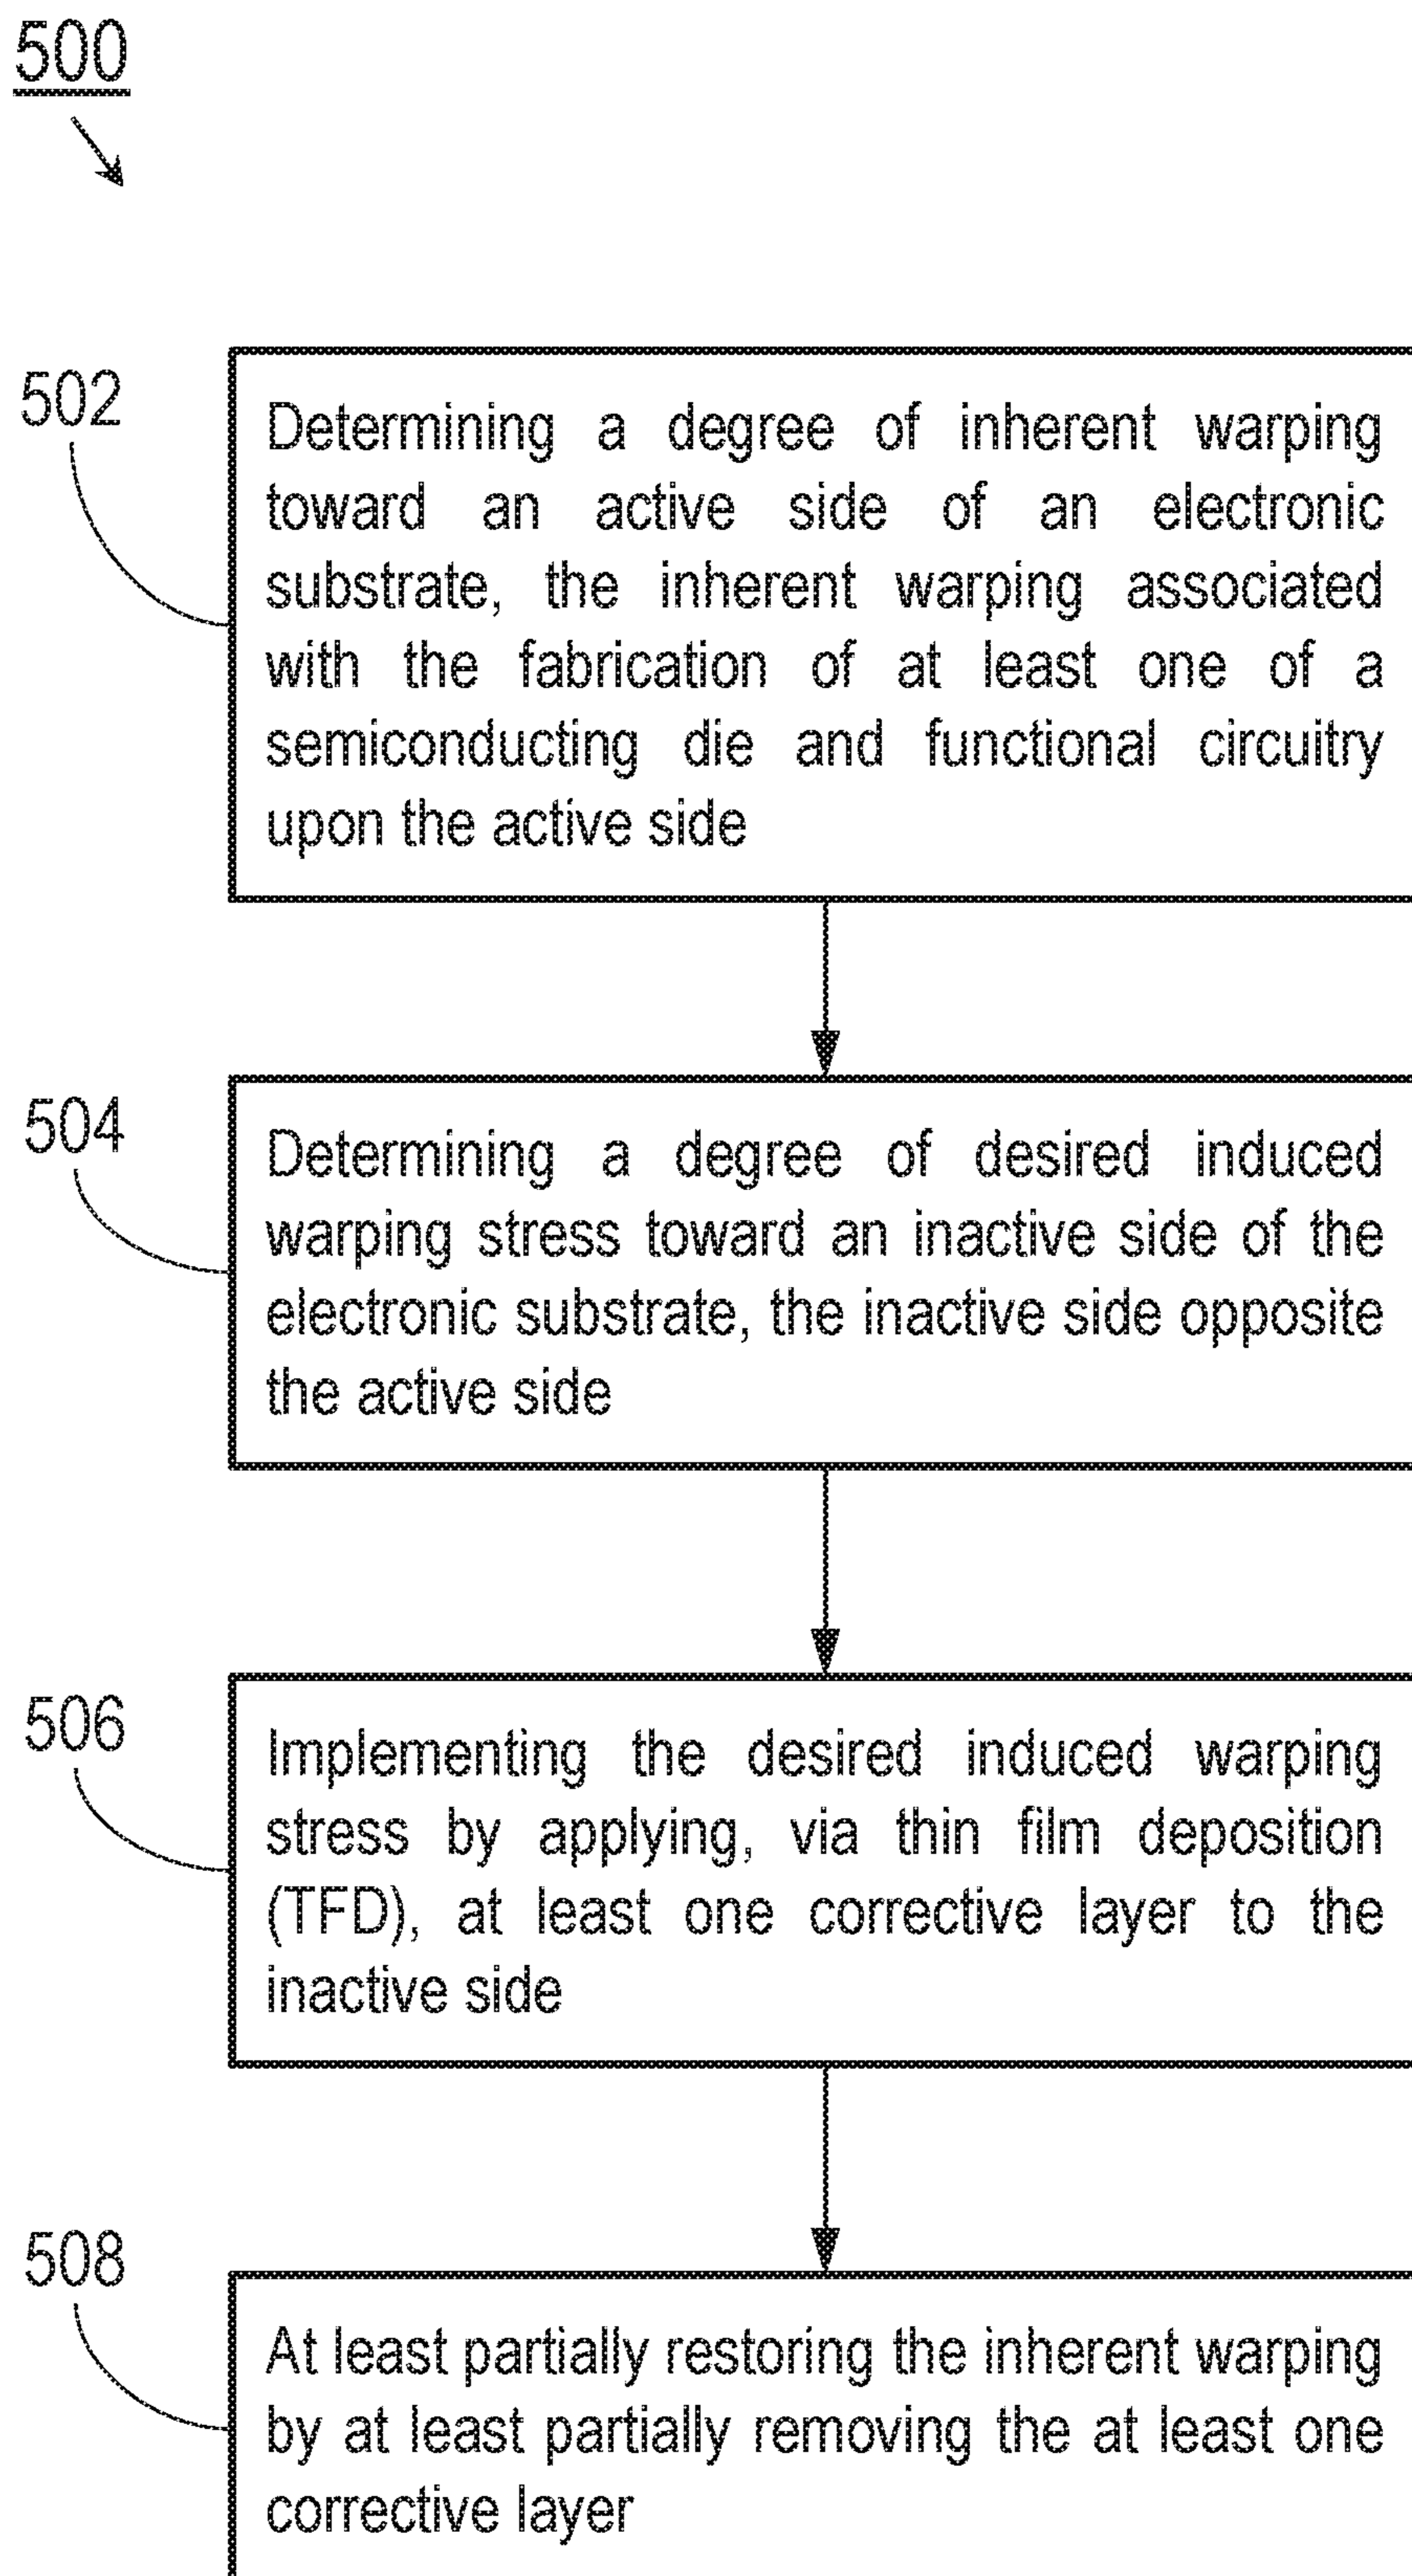 500
502
Determining a degree of inherent warping
toward an active side of an electronic
substrate, the inherent warping associated
with the fabrication of at least one of a
semiconducting die and functional circuitry
upon the active side
504
Determining a degree of desired induced
warping stress toward an inactive side of the
electronic substrate, the inactive side opposite
the active side
506
Implementing the desired induced warping
stress by applying, via thin film deposition
(TFD), at least one corrective layer to the
inactive side
508
At least partially restoring the inherent warping
by at least partially removing the at least one
corrective layer